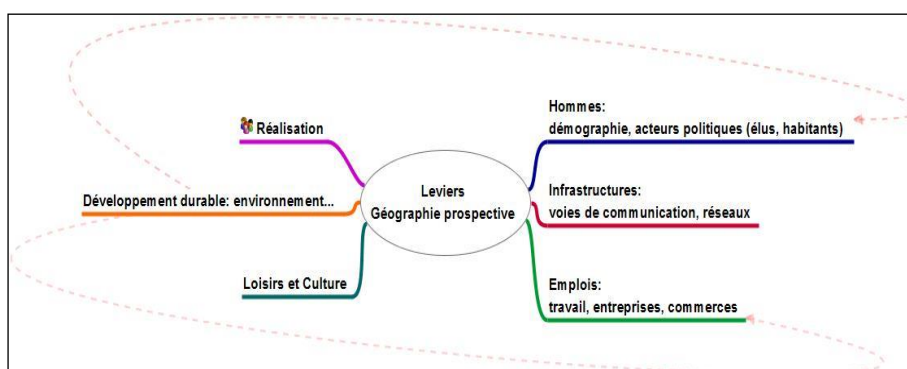 Réalisation
Développement durable: environnement...
Loisirs et Culture
Leviers
Géographie prospective
Hommes:
démographie, acteurs politiques (élus, habitants)
Infrastructures:
voies de communication, réseaux
Emplois:
travail, entreprises, commerces